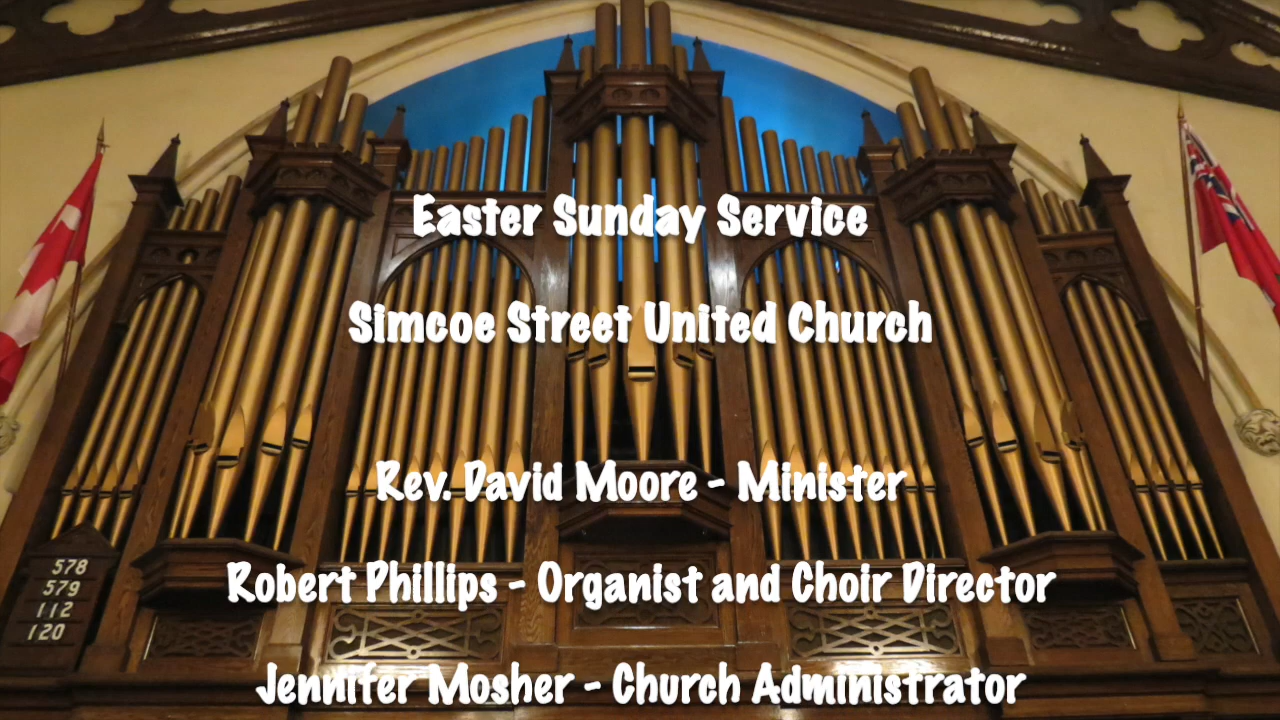 Easter Sunday Service
Simcoe Street United Church
Rev. David Moore - Minister
Robert Phillips - Organist and Choir Director
578
579
112
120
Jennifer Mosher - Church Administrator